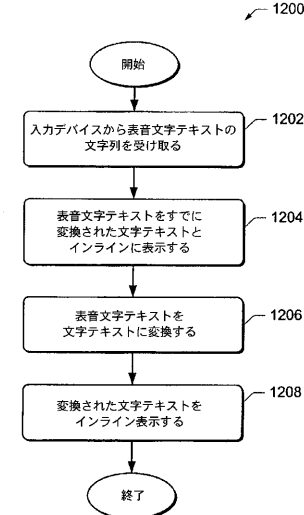 1200
開始
入力デバイスから表音文字テキストの
文字列を受け取る
1202
表音文字テキストをすでに
変換された文字テキストと
インラインに表示する
1204
表音文字テキストを
文字テキストに変換する
1206
変換された文字テキストを
インライン表示する
1208
終了